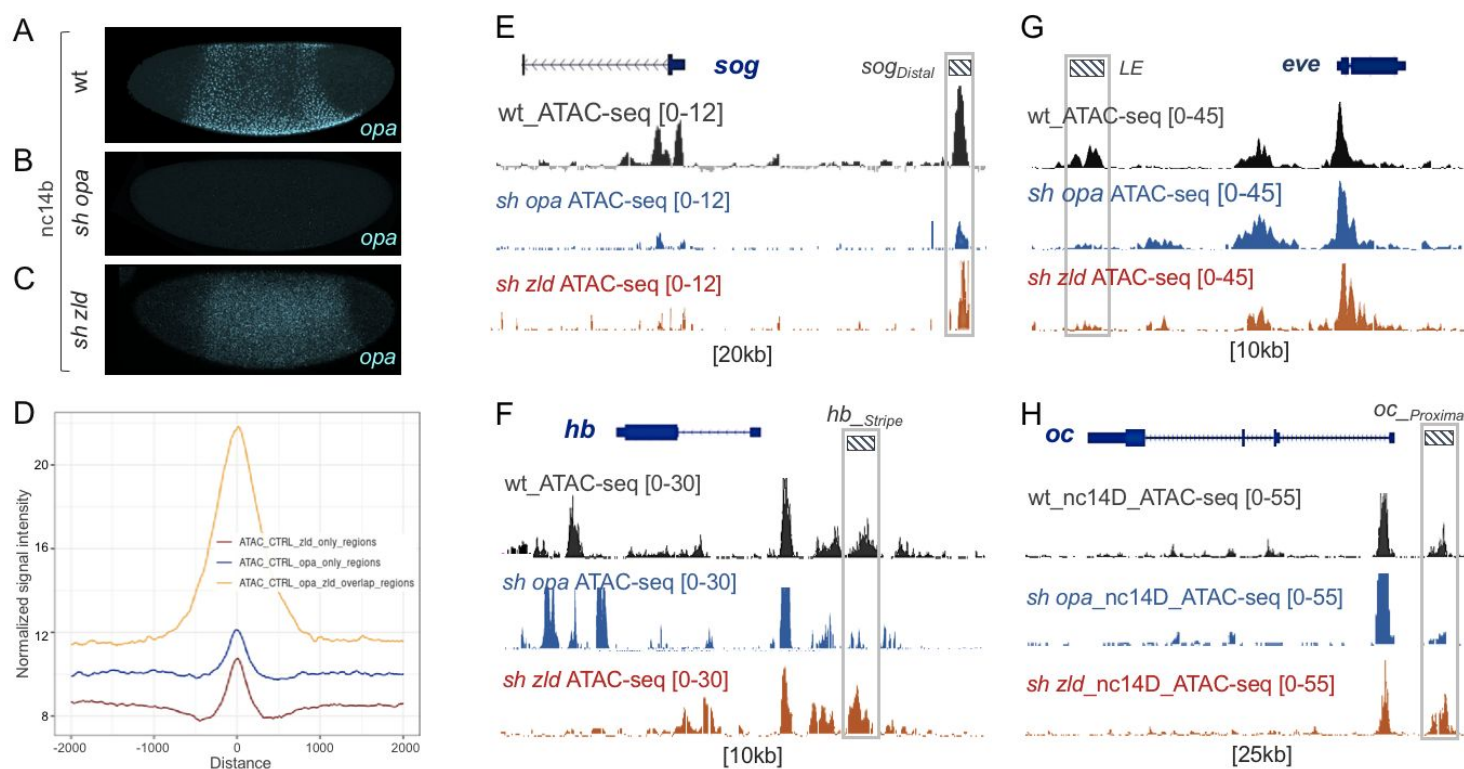 A
nc14b
wt
opa
B
sh opa
opa
C
sh zld
opa
D
Normalized signal intensity
20
16
12
8
ATAC_CTRL_zld_only_regions
ATAC_CTRL_opa_only_regions
ATAC_CTRL_opa_zld_overlap_regions
-2000
-1000
0
1000
2000
Distance
E
sog
sog_Distal
wt_ATAC-seq [0-12]
sh opa ATAC-seq [0-12]
sh zld ATAC-seq [0-12]
[20kb]
F
hb
hb_Stripe
wt_ATAC-seq [0-30]
sh opa ATAC-seq [0-30]
sh zld ATAC-seq [0-30]
[10kb]
G
LE
eve
wt_ATAC-seq [0-45]
sh opa ATAC-seq [0-45]
sh zld ATAC-seq [0-45]
[10kb]
H
oc
oc_Proxima
wt_nc14D_ATAC-seq [0-55]
sh opa_nc14D_ATAC-seq [0-55]
sh zld_nc14D_ATAC-seq [0-55]
[25kb]